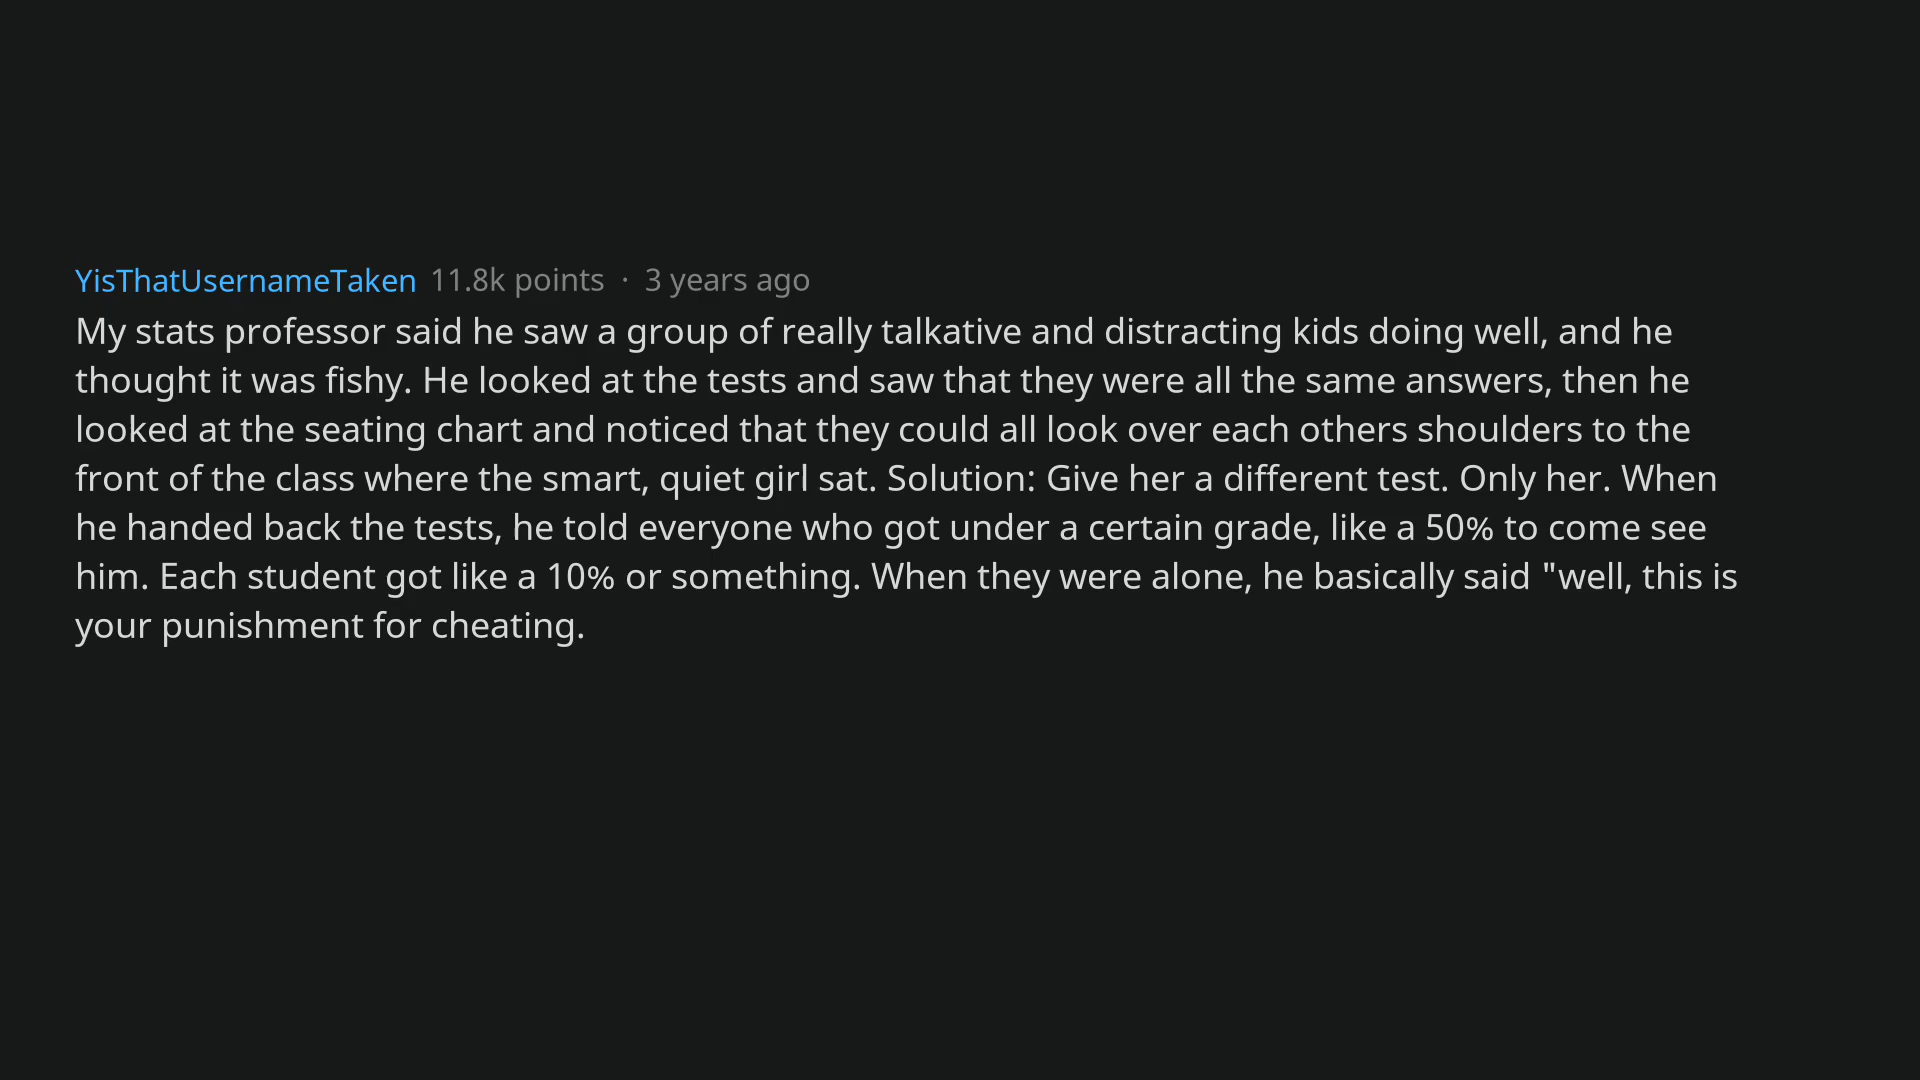 YisThatUsernameTaken 11.8k points · 3 years ago
My stats professor said he saw a group of really talkative and distracting kids doing well, and he
thought it was fishy. He looked at the tests and saw that they were all the same answers, then he
looked at the seating chart and noticed that they could all look over each others shoulders to the
front of the class where the smart, quiet girl sat. Solution: Give her a different test. Only her. When
he handed back the tests, he told everyone who got under a certain grade, like a 50% to come see
him. Each student got like a 10% or something. When they were alone, he basically said "well, this is
your punishment for cheating.